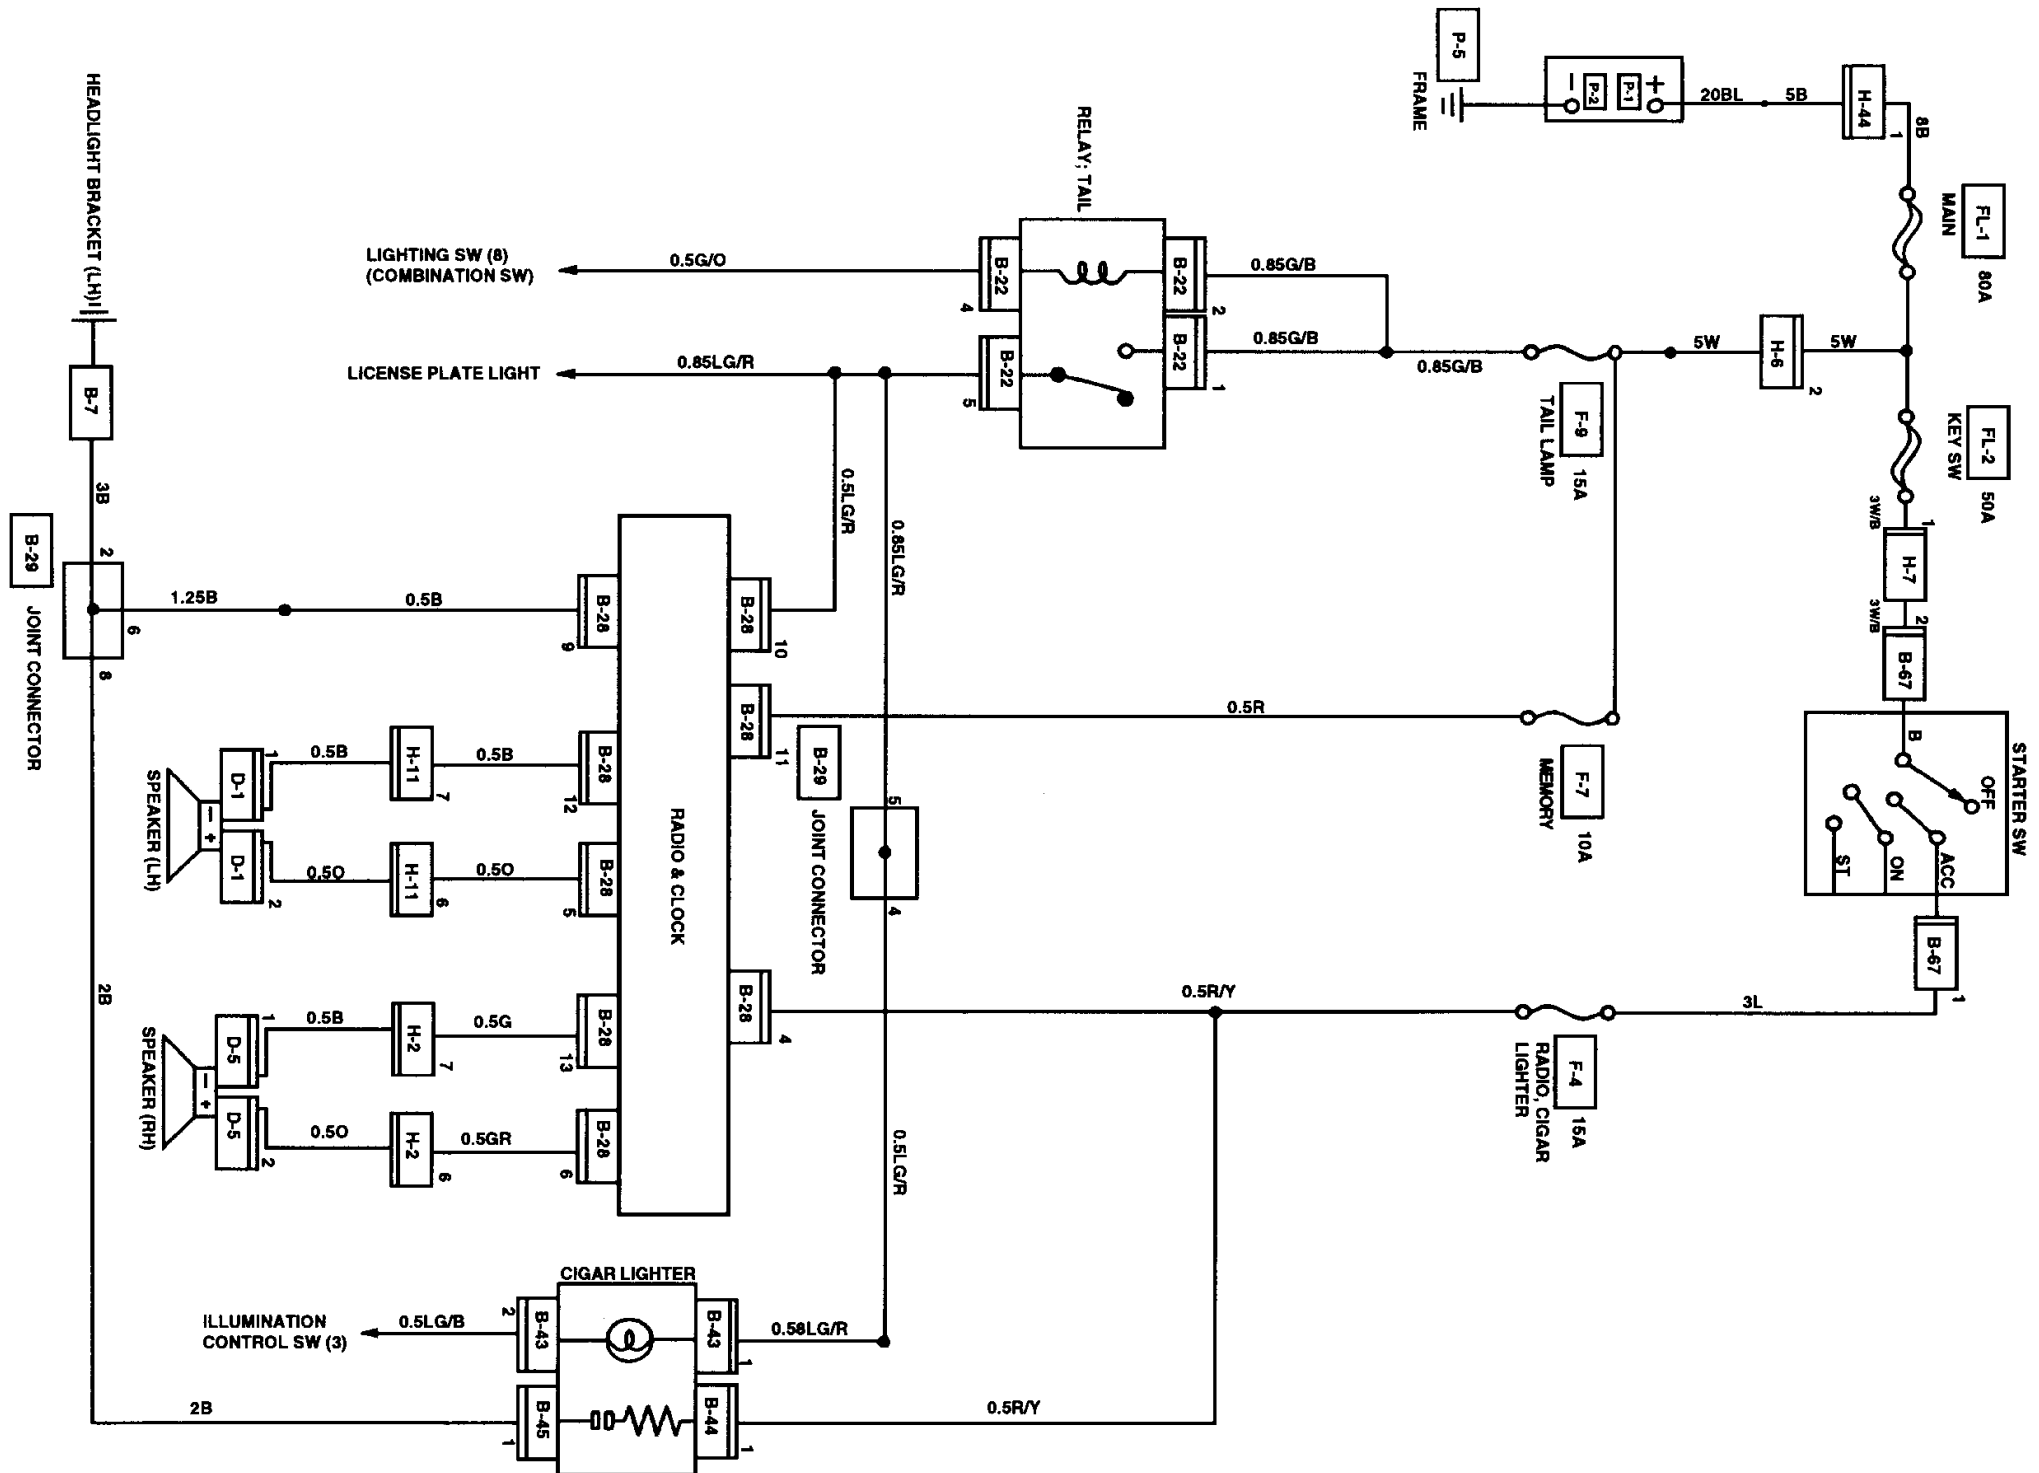 P-5
FRAME
−
P-2
P-1
+
20BL
5B
H-44
1
8B
FL-1
MAIN
80A
HEADLIGHT BRACKET (LH)
RELAY; TAIL
LIGHTING SW (8)
(COMBINATION SW)
0.5G/O
B-22
4
B-22
2
0.85G/B
LICENSE PLATE LIGHT
0.85LG/R
B-22
5
B-22
1
0.85G/B
0.85G/B
F-9
TAIL LAMP
15A
5W
H-6
2
5W
FL-2
KEY SW
50A
3W/B
1
H-7
3W/B
2
B-67
STARTER SW
B
OFF
ACC
ON
ST
B-67
1
3L
B-7
3B
B-29
JOINT CONNECTOR
2
6
8
1.25B
0.5B
B-28
9
RADIO & CLOCK
B-28
10
0.5LG/R
0.85LG/R
B-28
11
0.5R
F-7
MEMORY
10A
B-29
JOINT CONNECTOR
5
4
SPEAKER (LH)
− +
D-1
1
0.5B
H-11
7
0.5B
B-28
12
D-1
2
0.5O
H-11
6
0.5O
B-28
5
B-28
4
0.5R/Y
F-4
RADIO, CIGAR
LIGHTER
15A
2B
SPEAKER (RH)
− +
D-5
1
0.5B
H-2
7
0.5G
B-28
13
D-5
2
0.5O
H-2
6
0.5GR
B-28
6
0.5LG/R
CIGAR LIGHTER
ILLUMINATION
CONTROL SW (3)
0.5LG/B
2
B-43
B-43
1
0.58LG/R
2B
B-45
1
B-44
1
0.5R/Y